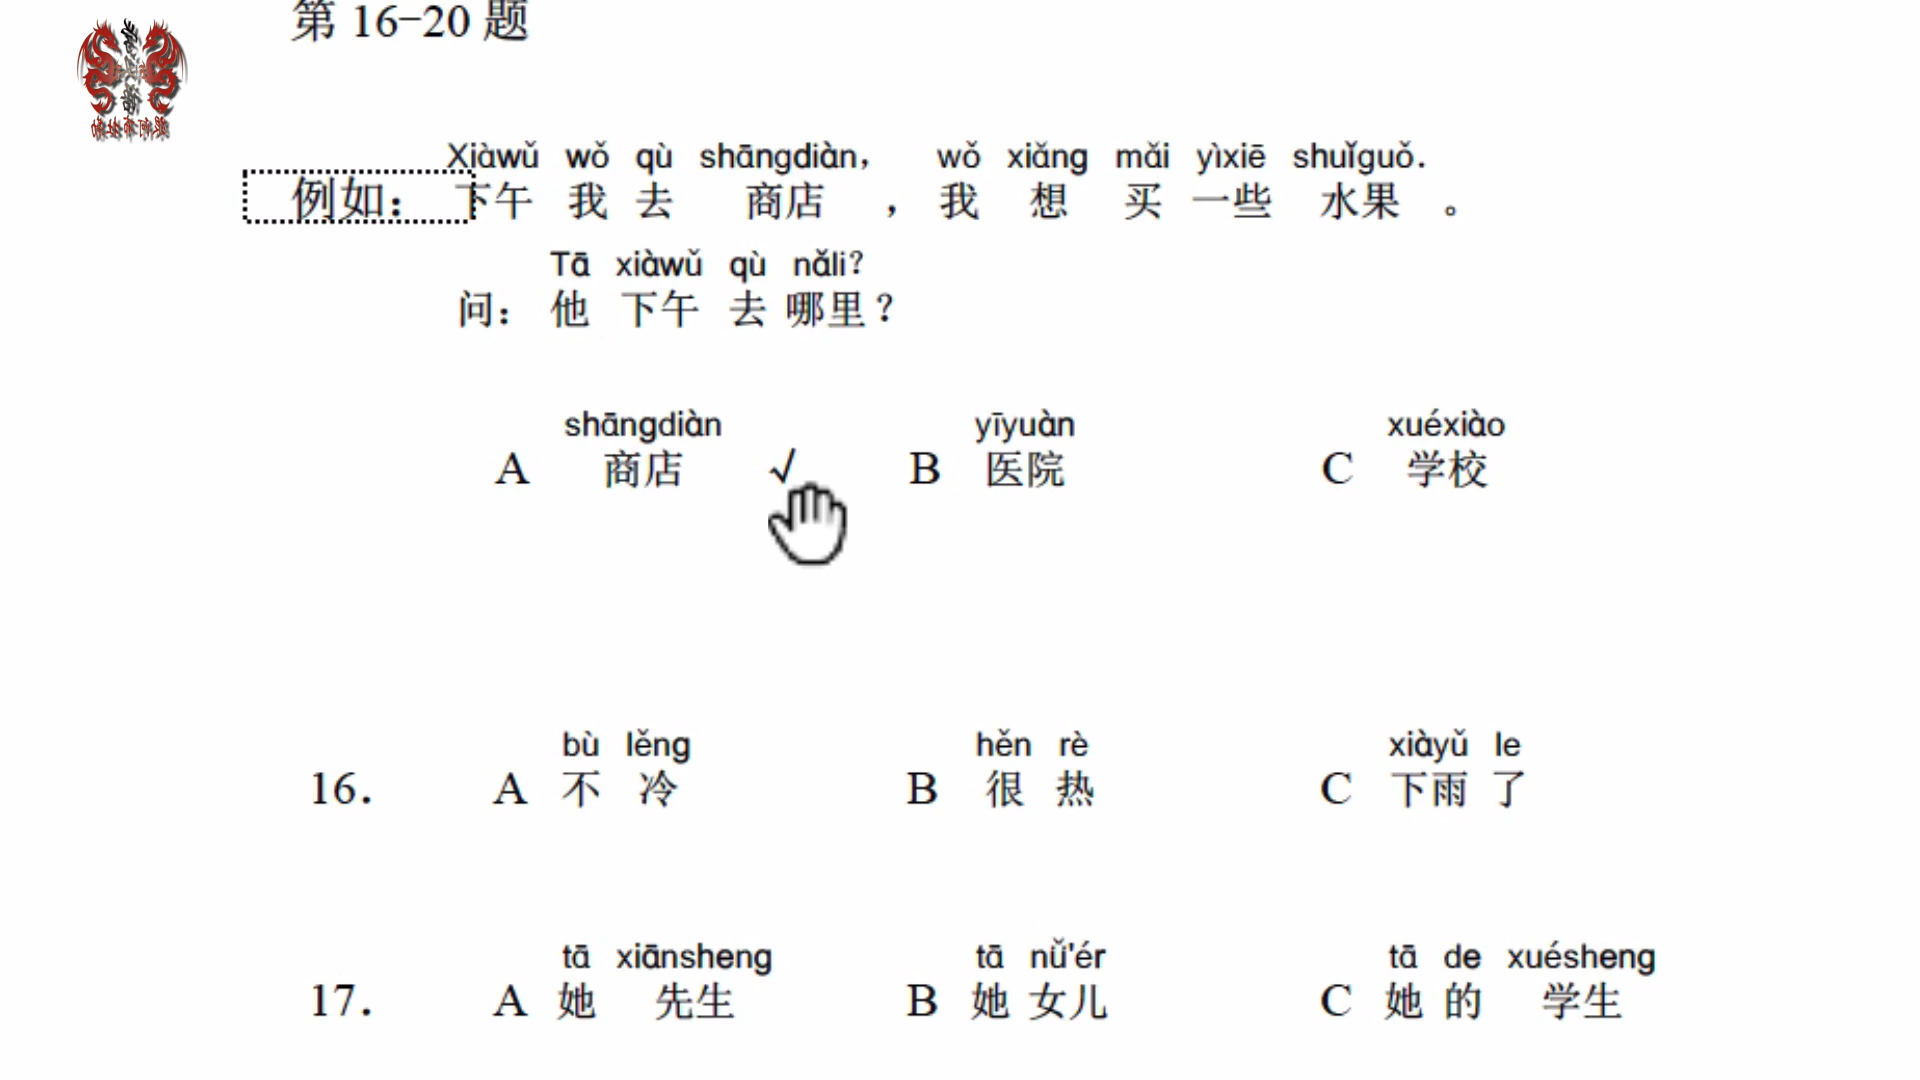 第 16-20 题
Xiàwǔ wǒ qù shāngdiàn, wǒ xiǎng mǎi yìxiē shuǐguǒ.
例如: 下午 我 去 商店 ， 我 想 买 一些 水果 。
Tā xiàwǔ qù nǎli?
问: 他 下午 去 哪里？
shāngdiàn yīyuàn xuéxiào
A 商店 √ B 医院 C 学校
bù lěng hěn rè xiàyǔ le
16. A 不 冷 B 很 热 C 下雨 了
tā xiānsheng tā nǚ'ér tā de xuésheng
17. A 她 先生 B 她 女儿 C 她 的 学生